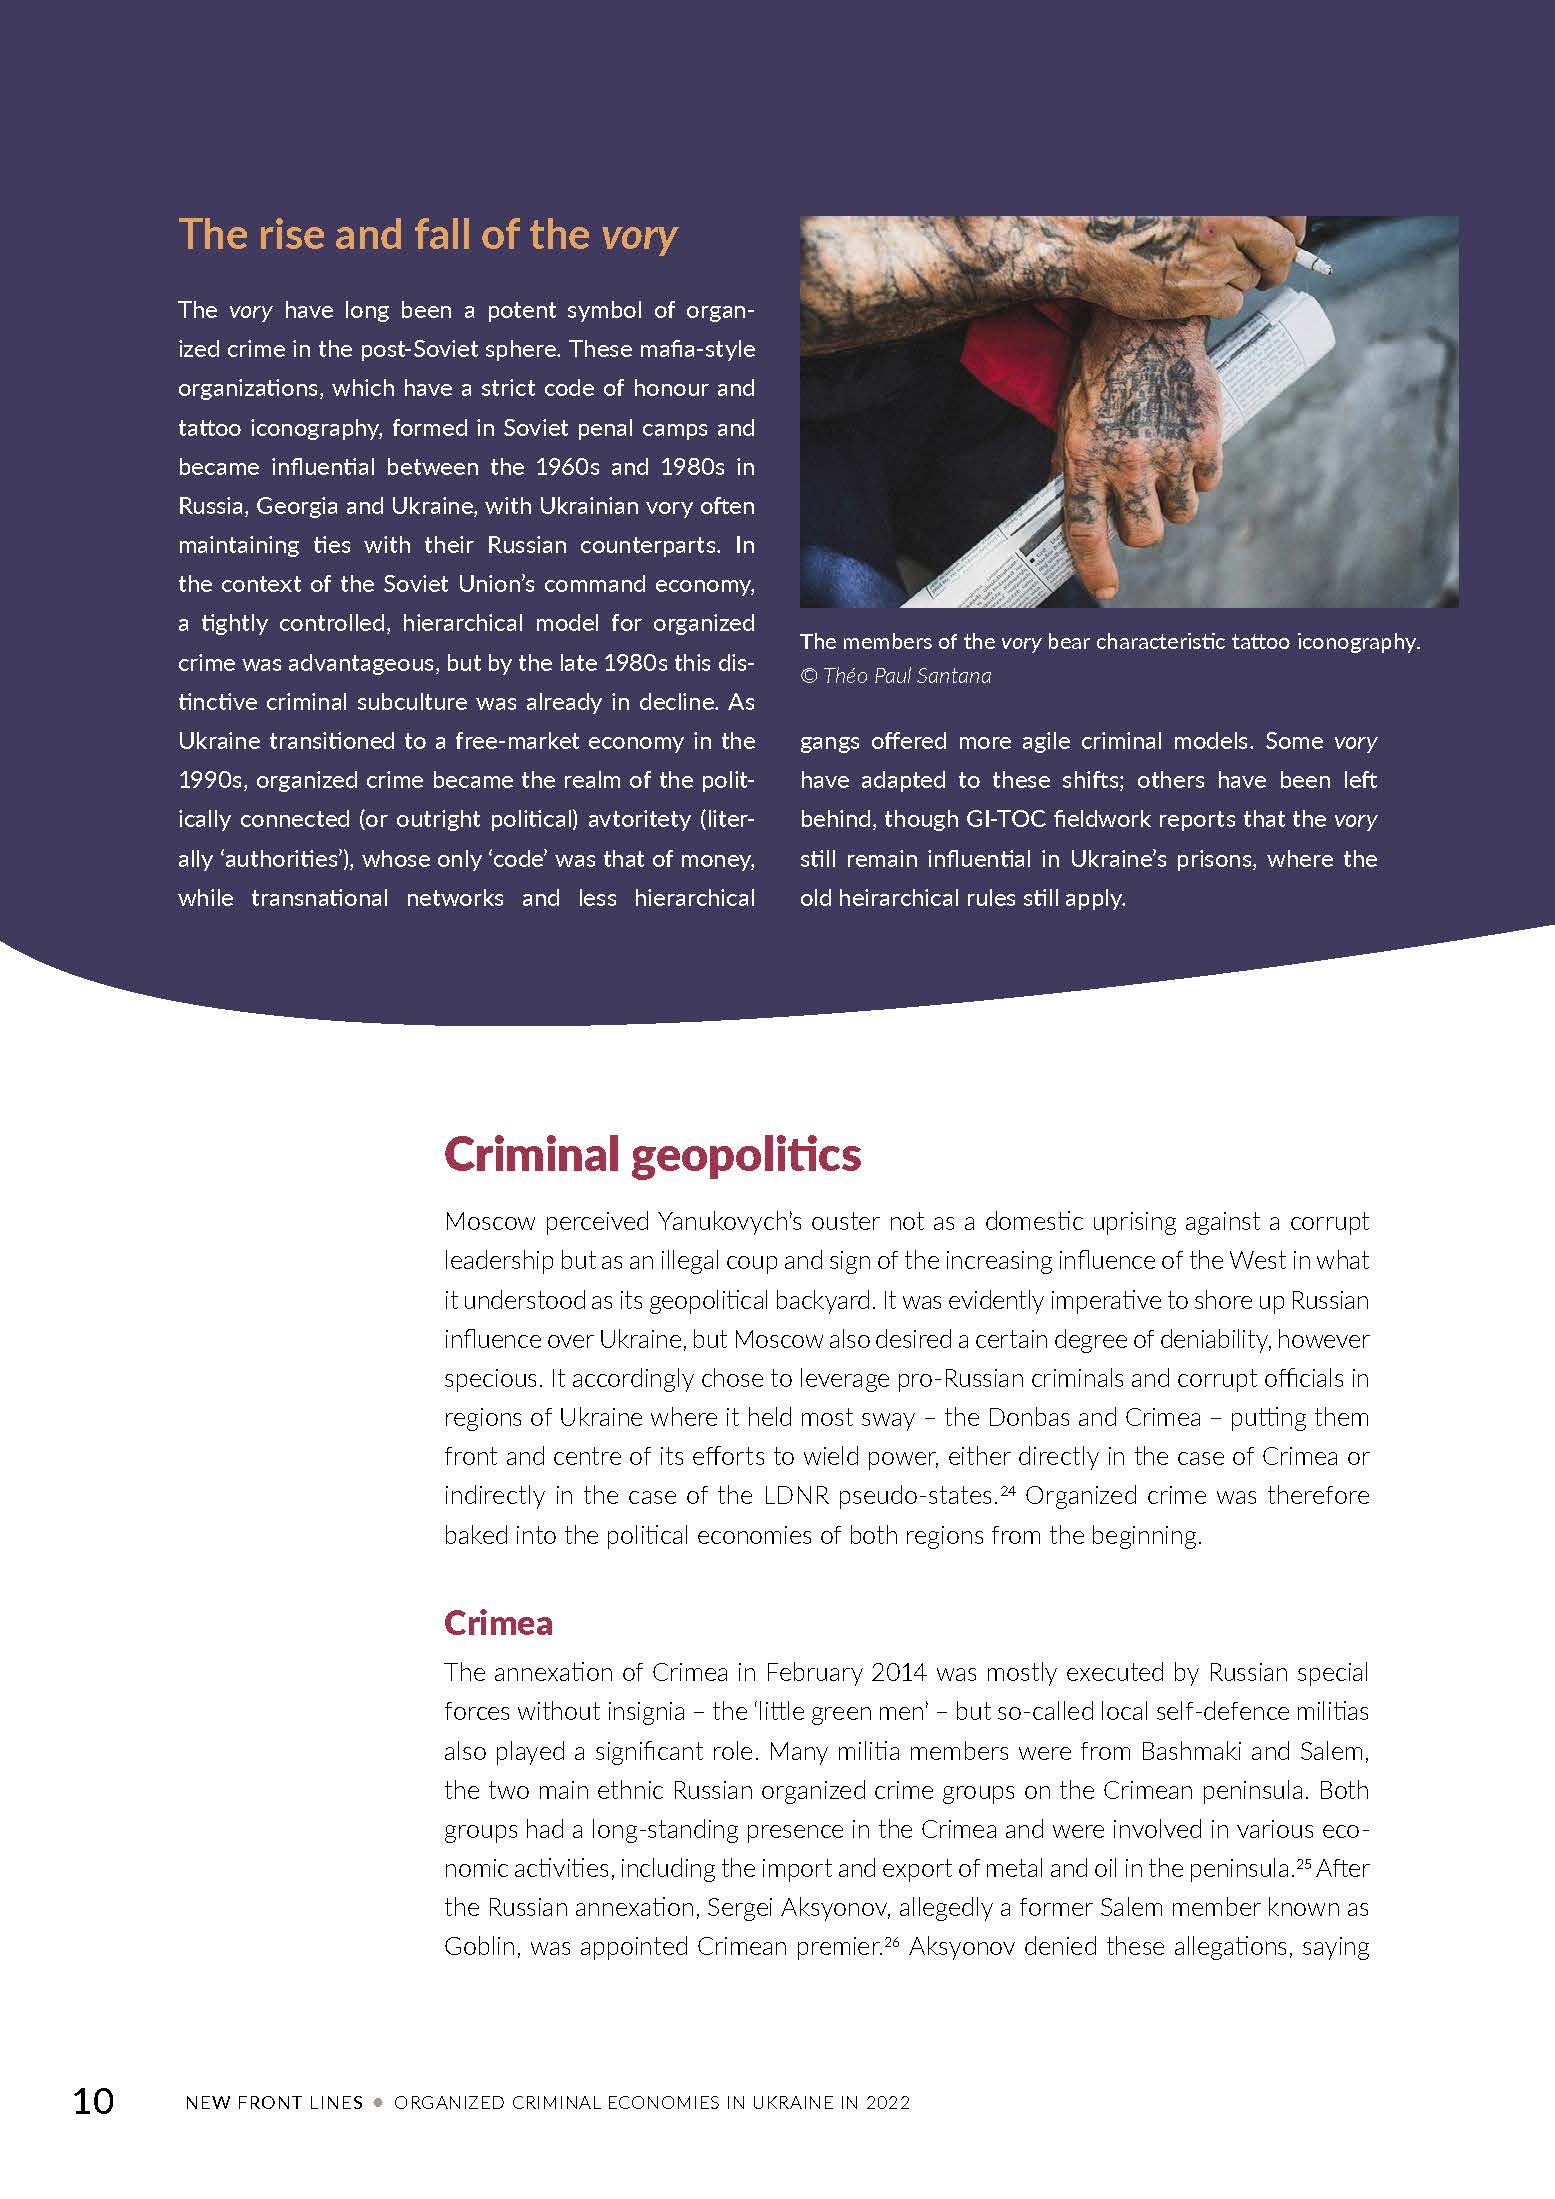 The rise and fall of the vory
The vory have long been a potent symbol of organ-
ized crime in the post-Soviet sphere. These mafia-style
organizations, which have a strict code of honour and
tattoo iconography, formed in Soviet penal camps and
became influential between the 1960s and 1980s in
Russia, Georgia and Ukraine, with Ukrainian vory often
maintaining ties with their Russian counterparts. In
the context of the Soviet Union’s command economy,
a tightly controlled, hierarchical model for organized
crime was advantageous, but by the late 1980s this dis-
tinctive criminal subculture was already in decline. As
Ukraine transitioned to a free-market economy in the
1990s, organized crime became the realm of the polit-
ically connected (or outright political) avtoritety (liter-
ally ‘authorities’), whose only ‘code’ was that of money,
while transnational networks and less hierarchical
The members of the vory bear characteristic tattoo iconography.
© Théo Paul Santana
gangs offered more agile criminal models. Some vory
have adapted to these shifts; others have been left
behind, though GI-TOC fieldwork reports that the vory
still remain influential in Ukraine’s prisons, where the
old heirarchical rules still apply.
Criminal geopolitics
Moscow perceived Yanukovych’s ouster not as a domestic uprising against a corrupt
leadership but as an illegal coup and sign of the increasing influence of the West in what
it understood as its geopolitical backyard. It was evidently imperative to shore up Russian
influence over Ukraine, but Moscow also desired a certain degree of deniability, however
specious. It accordingly chose to leverage pro-Russian criminals and corrupt officials in
regions of Ukraine where it held most sway – the Donbas and Crimea – putting them
front and centre of its efforts to wield power, either directly in the case of Crimea or
indirectly in the case of the LDNR pseudo-states.24 Organized crime was therefore
baked into the political economies of both regions from the beginning.
Crimea
The annexation of Crimea in February 2014 was mostly executed by Russian special
forces without insignia – the ‘little green men’ – but so-called local self-defence militias
also played a significant role. Many militia members were from Bashmaki and Salem,
the two main ethnic Russian organized crime groups on the Crimean peninsula. Both
groups had a long-standing presence in the Crimea and were involved in various eco-
nomic activities, including the import and export of metal and oil in the peninsula.25 After
the Russian annexation, Sergei Aksyonov, allegedly a former Salem member known as
Goblin, was appointed Crimean premier.26 Aksyonov denied these allegations, saying
10 NEW FRONT LINES • ORGANIZED CRIMINAL ECONOMIES IN UKRAINE IN 2022